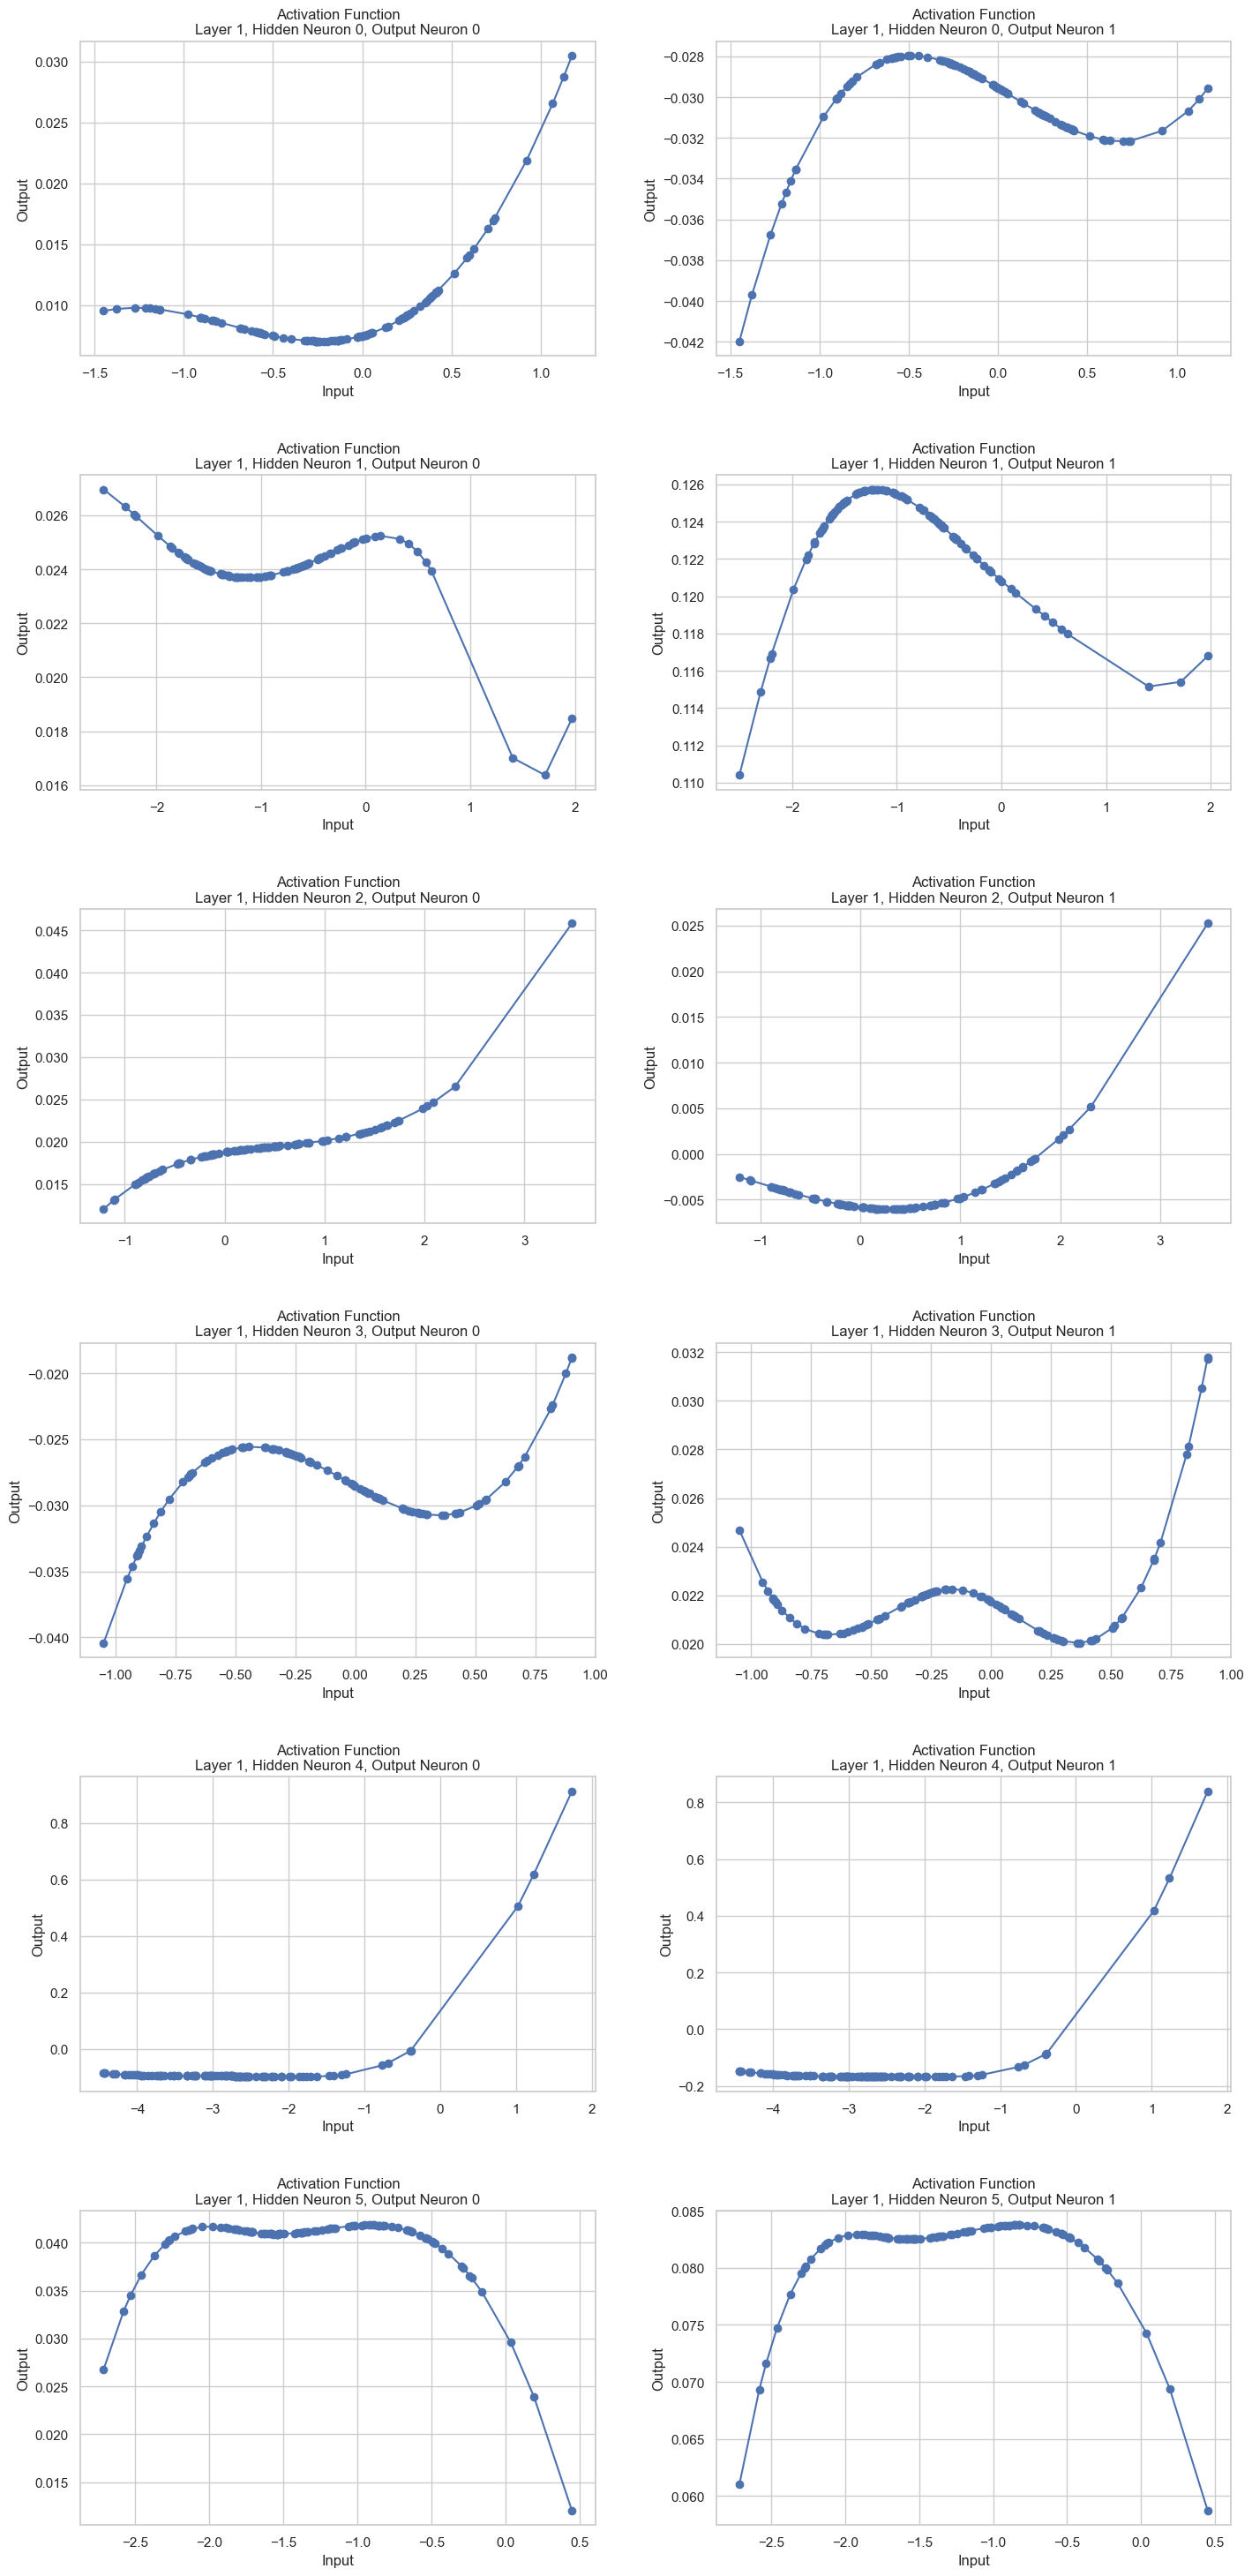 Activation Function
Layer 1, Hidden Neuron 0, Output Neuron 0
0.030
0.025
0.020
0.015
0.010
Output
−1.5 −1.0 −0.5 0.0 0.5 1.0
Input
Activation Function
Layer 1, Hidden Neuron 0, Output Neuron 1
−0.028
−0.030
−0.032
−0.034
−0.036
−0.038
−0.040
−0.042
Output
−1.5 −1.0 −0.5 0.0 0.5 1.0
Input
Activation Function
Layer 1, Hidden Neuron 1, Output Neuron 0
0.026
0.024
0.022
0.020
0.018
0.016
Output
−2 −1 0 1 2
Input
Activation Function
Layer 1, Hidden Neuron 1, Output Neuron 1
0.126
0.124
0.122
0.120
0.118
0.116
0.114
0.112
0.110
Output
−2 −1 0 1 2
Input
Activation Function
Layer 1, Hidden Neuron 2, Output Neuron 0
0.045
0.040
0.035
0.030
0.025
0.020
0.015
Output
−1 0 1 2 3
Input
Activation Function
Layer 1, Hidden Neuron 2, Output Neuron 1
0.025
0.020
0.015
0.010
0.005
0.000
−0.005
Output
−1 0 1 2 3
Input
Activation Function
Layer 1, Hidden Neuron 3, Output Neuron 0
−0.020
−0.025
−0.030
−0.035
−0.040
Output
−1.00 −0.75 −0.50 −0.25 0.00 0.25 0.50 0.75 1.00
Input
Activation Function
Layer 1, Hidden Neuron 3, Output Neuron 1
0.032
0.030
0.028
0.026
0.024
0.022
0.020
Output
−1.00 −0.75 −0.50 −0.25 0.00 0.25 0.50 0.75 1.00
Input
Activation Function
Layer 1, Hidden Neuron 4, Output Neuron 0
0.8
0.6
0.4
0.2
0.0
Output
−4 −3 −2 −1 0 1 2
Input
Activation Function
Layer 1, Hidden Neuron 4, Output Neuron 1
0.8
0.6
0.4
0.2
0.0
−0.2
Output
−4 −3 −2 −1 0 1 2
Input
Activation Function
Layer 1, Hidden Neuron 5, Output Neuron 0
0.040
0.035
0.030
0.025
0.020
0.015
Output
−2.5 −2.0 −1.5 −1.0 −0.5 0.0 0.5
Input
Activation Function
Layer 1, Hidden Neuron 5, Output Neuron 1
0.085
0.080
0.075
0.070
0.065
0.060
Output
−2.5 −2.0 −1.5 −1.0 −0.5 0.0 0.5
Input